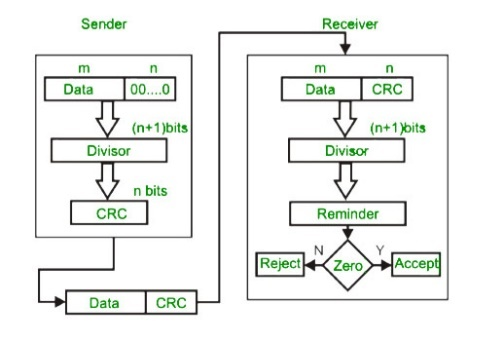 Sender
m n
Data 00....0
(n+1)bits
Divisor
n bits
CRC
Data CRC
Receiver
m n
Data CRC
(n+1)bits
Divisor
Reminder
N Y
Reject Zero Accept